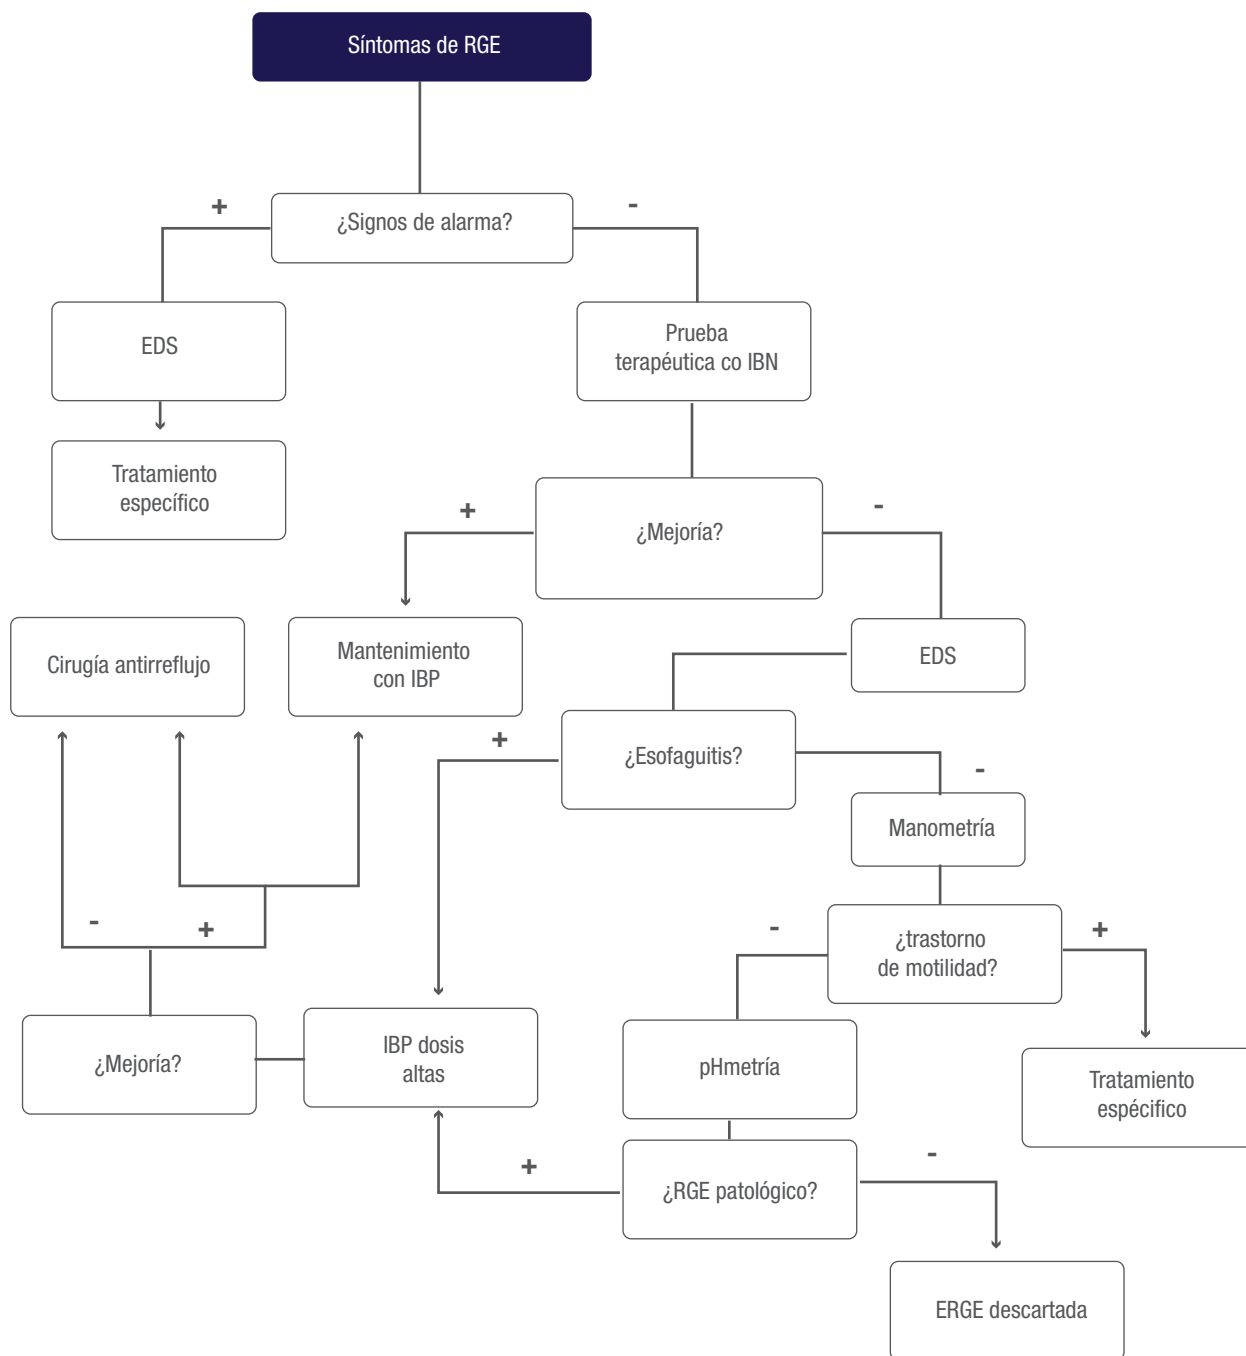 Síntomas de RGE
+
-
¿Signos de alarma?
EDS
Prueba
terapéutica co IBN
Tratamiento
específico
+
-
¿Mejoría?
Cirugía antirreflujo
Mantenimiento
con IBP
EDS
+
¿Esofaguitis?
-
Manometría
-
+
-
¿trastorno
de motilidad?
+
¿Mejoría?
IBP dosis
altas
pHmetría
Tratamiento
espécifico
+
¿RGE patológico?
-
ERGE descartada